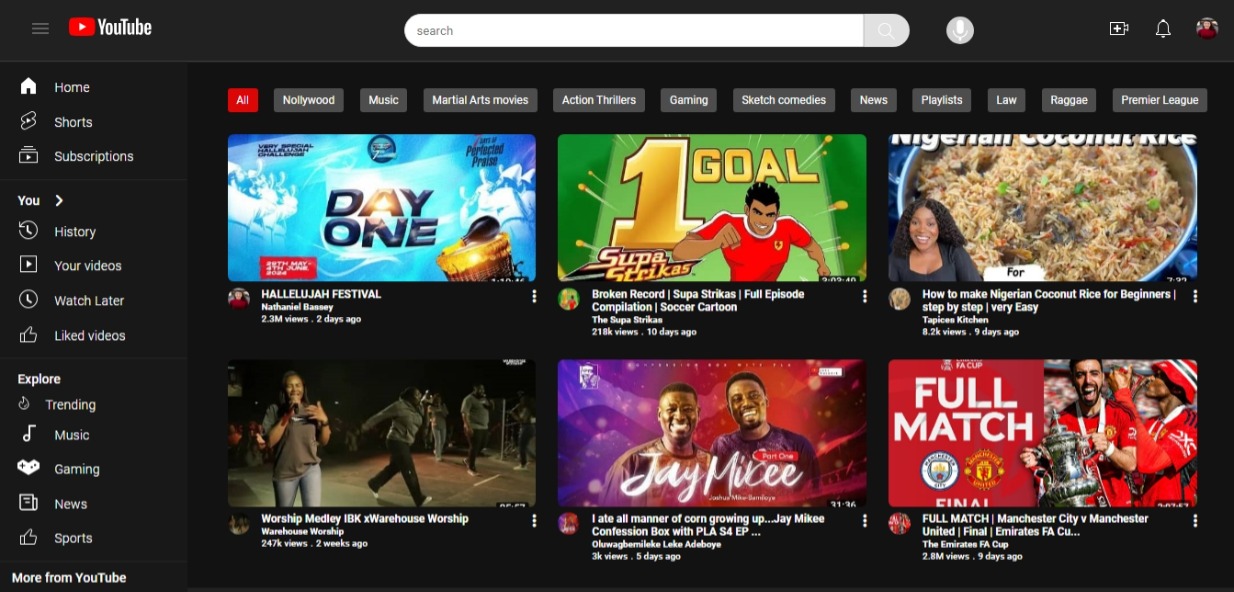 YouTube
search
Home
Shorts
Subscriptions
You
History
Your videos
Watch Later
Liked videos
Explore
Trending
Music
Gaming
News
Sports
More from YouTube
All
Nollywood
Music
Martial Arts movies
Action Thrillers
Gaming
Sketch comedies
News
Playlists
Law
Raggae
Premier League
VERY SPECIAL
HALLELUJAH
CHALLENGE
Perfected
Praise
DAY
ONE
26TH MAY-
4TH JUNE,
2024
HALLELUJAH FESTIVAL
Nathaniel Bassey
2.3M views . 2 days ago
1 GOAL
Supa
Strikas
Broken Record | Supa Strikas | Full Episode
Compilation | Soccer Cartoon
The Supa Strikas
218k views . 10 days ago
Nigerian Coconut Rice
For
7:32
How to make Nigerian Coconut Rice for Beginners |
step by step | very Easy
Tapices Kitchen
8.2k views . 9 days ago
Worship Medley IBK xWarehouse Worship
Warehouse Worship
247k views . 2 weeks ago
Part One
Jay Mikee
Joshua Mike-Bamiloye
31:36
I ate all manner of corn growing up...Jay Mikee
Confession Box with PLA S4 EP ...
Oluwagbemileke Leke Adeboye
3k views . 5 days ago
FA CUP
FULL
MATCH
FINAL
FULL MATCH | Manchester City v Manchester
United | Final | Emirates FA Cu...
The Emirates FA Cup
2.8M views . 9 days ago